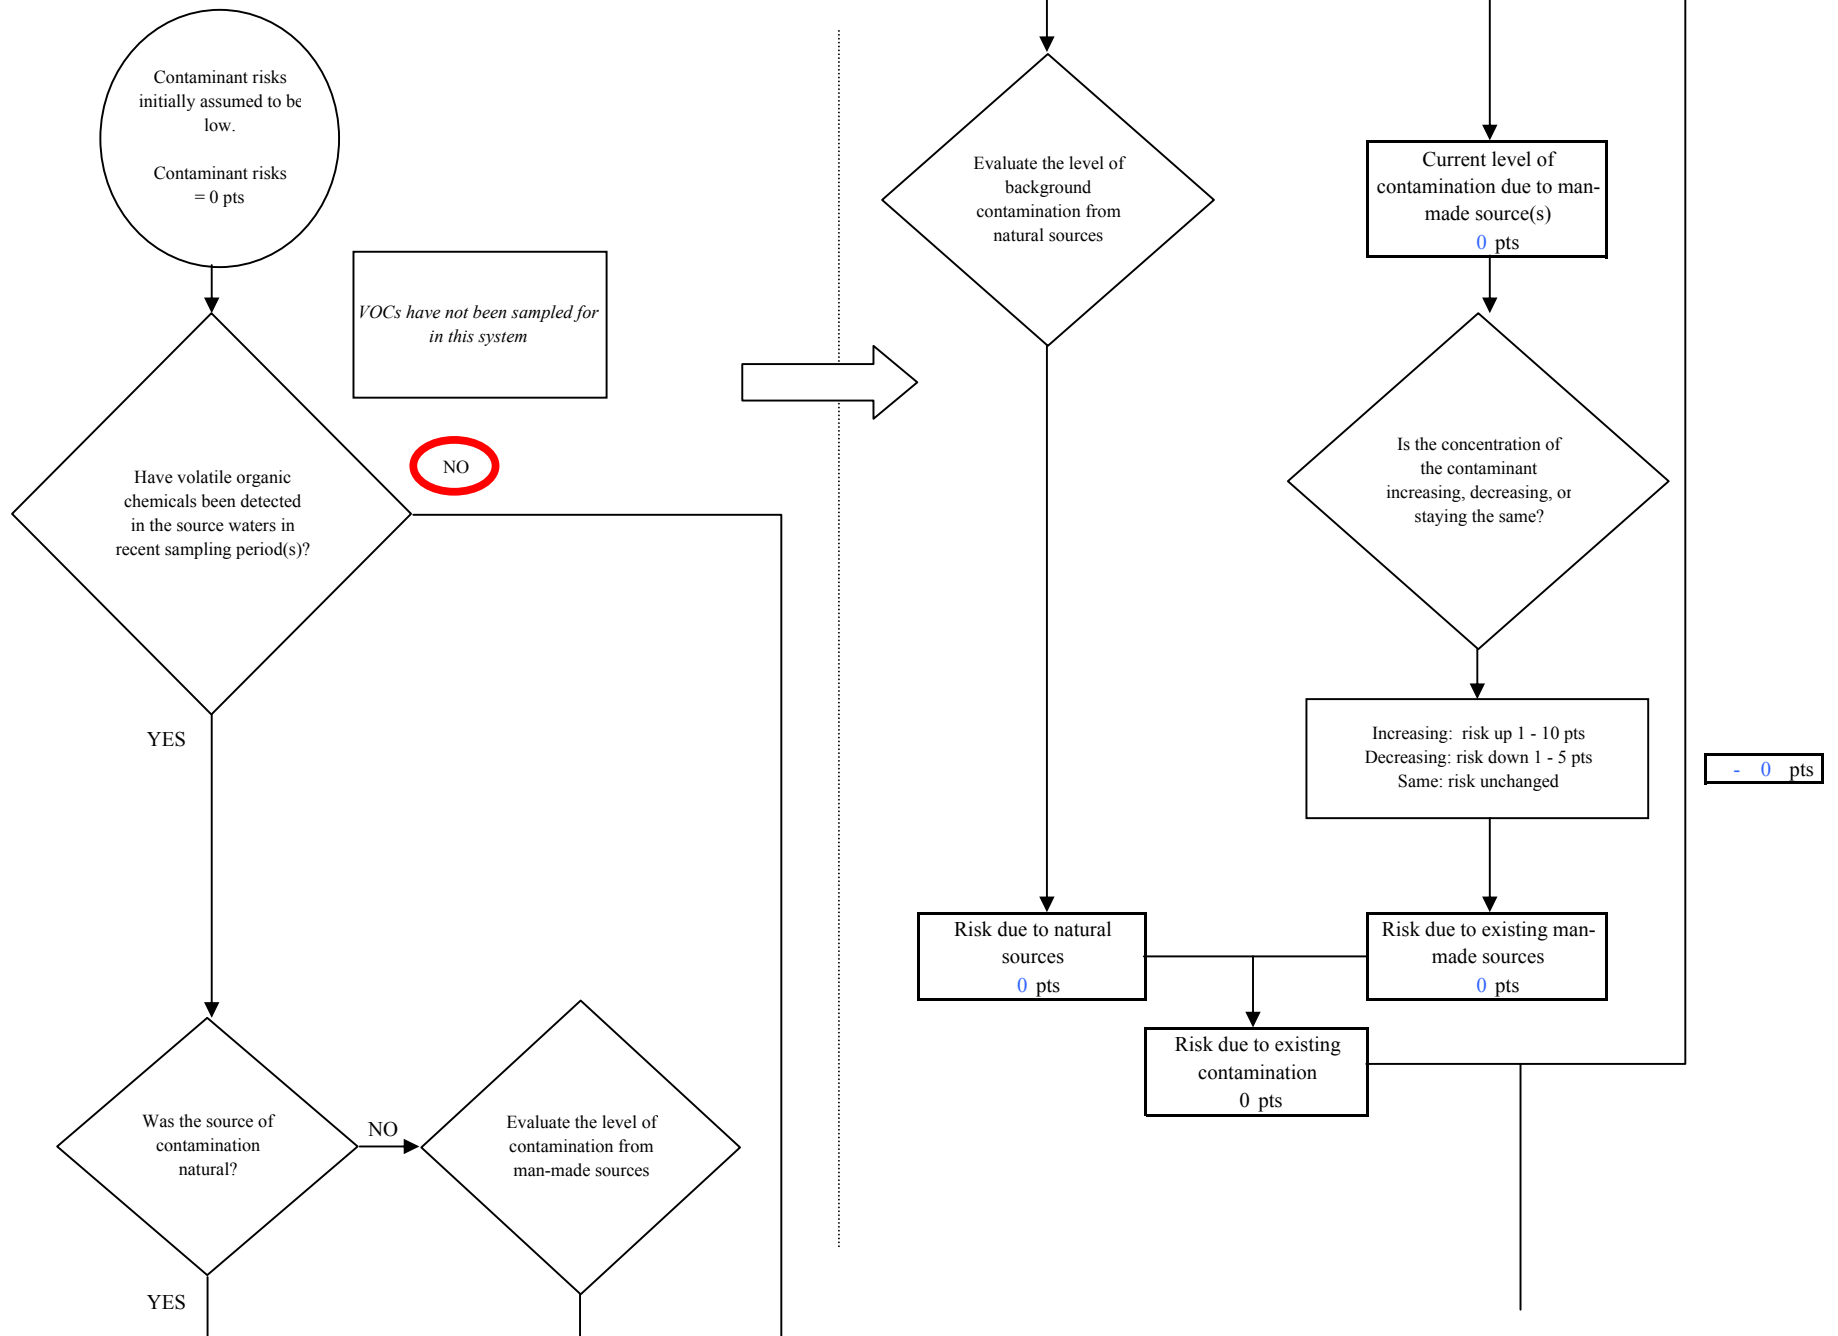 Contaminant risks
initially assumed to be
low.
Contaminant risks
= 0 pts
VOCs have not been sampled for
in this system
NO
Have volatile organic
chemicals been detected
in the source waters in
recent sampling period(s)?
YES
Was the source of
contamination
natural?
NO
Evaluate the level of
contamination from
man-made sources
YES
Evaluate the level of
background
contamination from
natural sources
Current level of
contamination due to man-
made source(s)
0 pts
Is the concentration of
the contaminant
increasing, decreasing, or
staying the same?
Increasing: risk up 1 - 10 pts
Decreasing: risk down 1 - 5 pts
Same: risk unchanged
- 0 pts
Risk due to natural
sources
0 pts
Risk due to existing man-
made sources
0 pts
Risk due to existing
contamination
0 pts